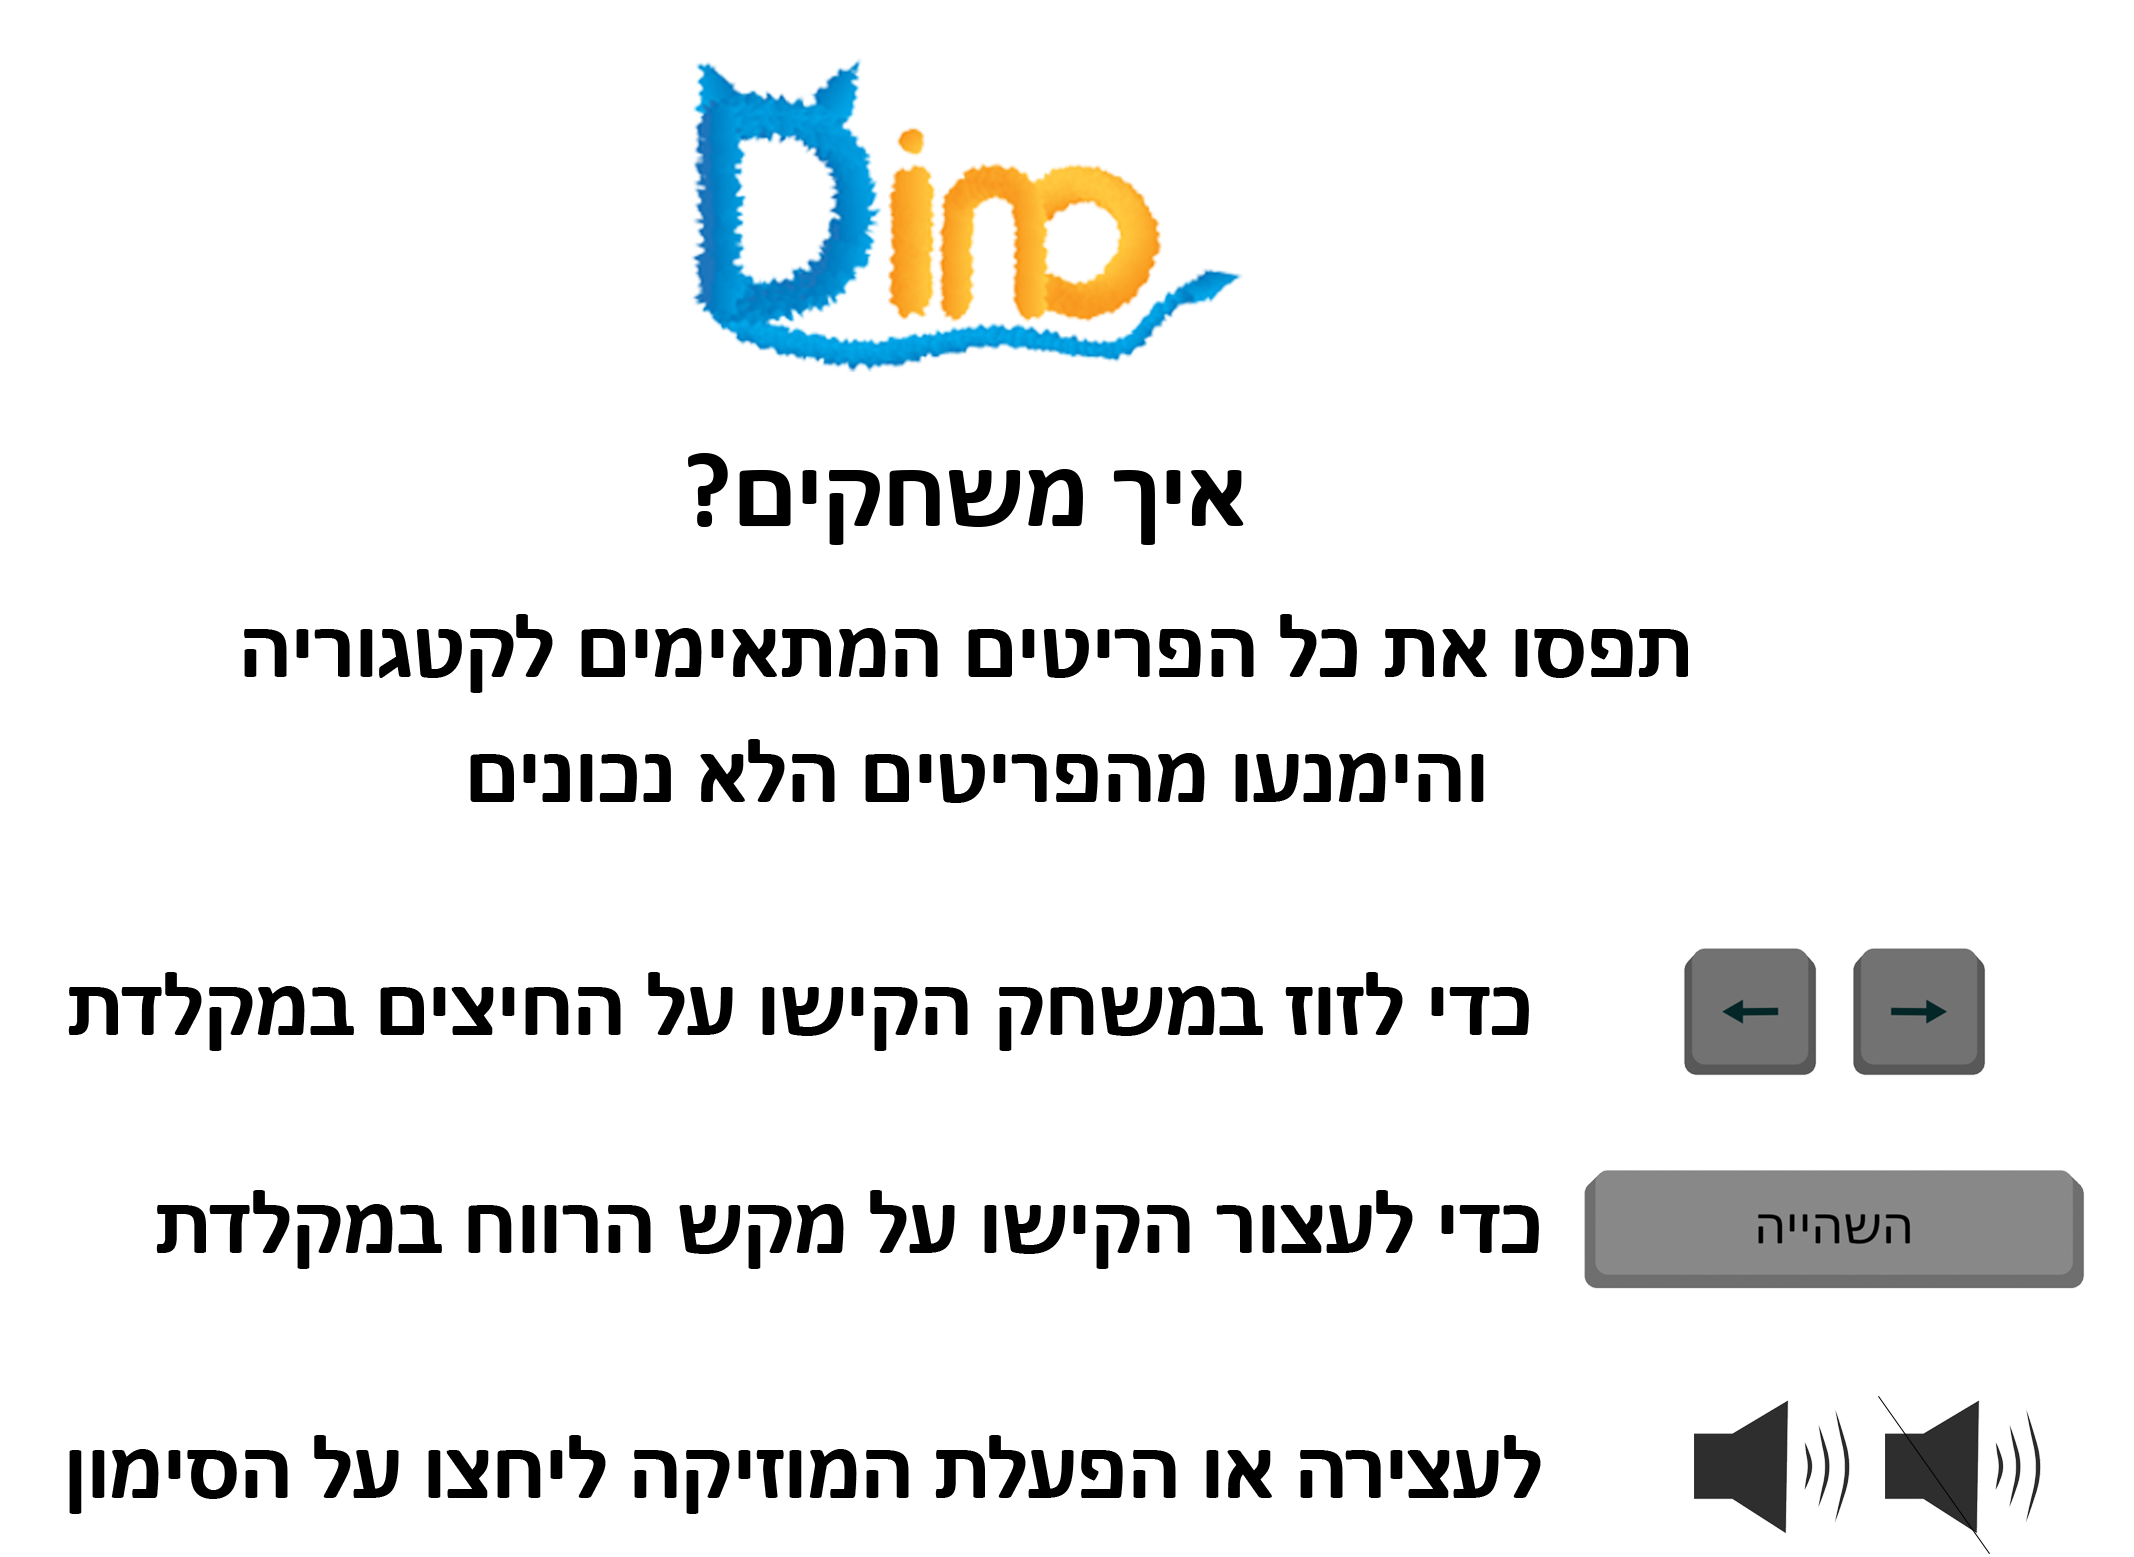 Dino
איך משחקים?
תפסו את כל הפריטים המתאימים לקטגוריה
והימנעו מהפריטים הלא נכונים
כדי לזוז במשחק הקישו על החיצים במקלדת
כדי לעצור הקישו על מקש הרווח במקלדת
השהייה
לעצירה או הפעלת המוזיקה ליחצו על הסימון